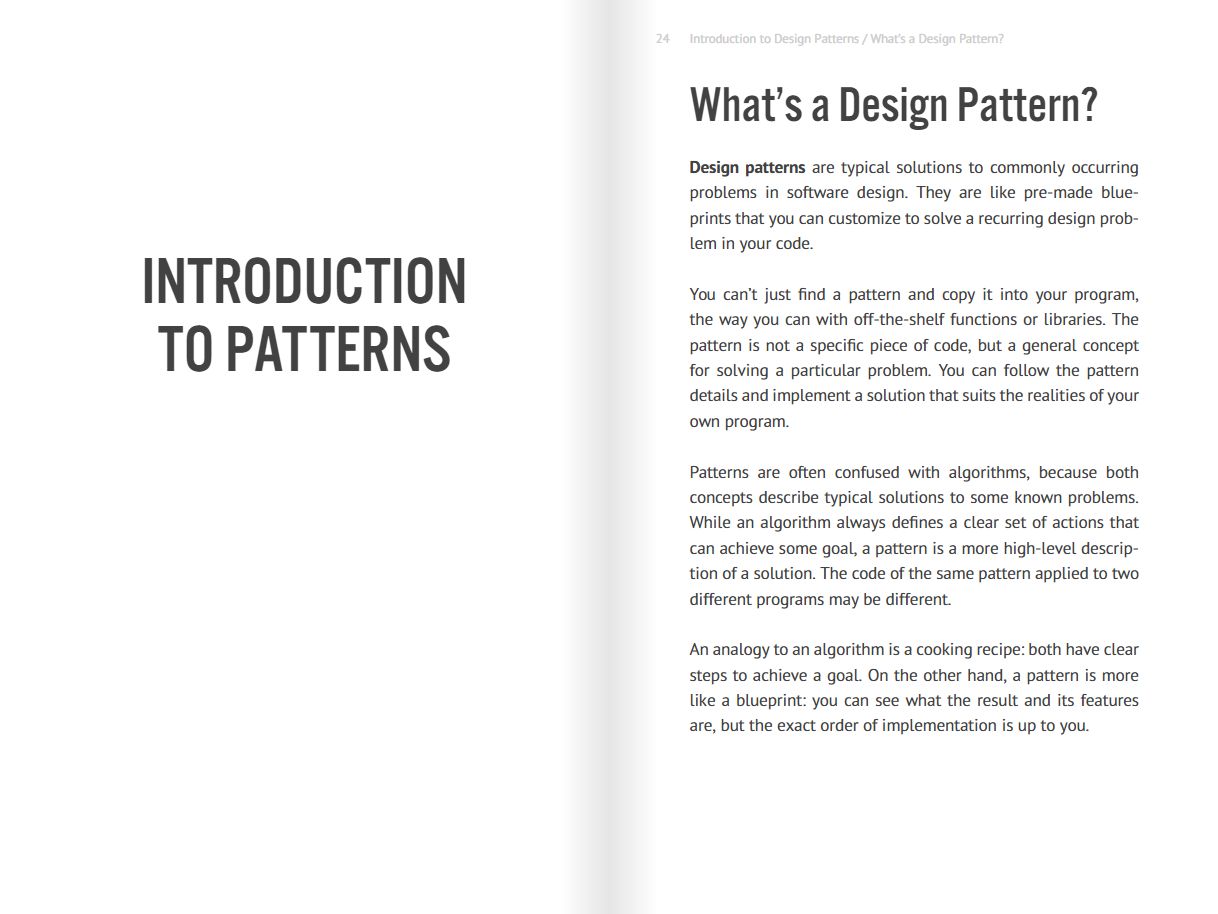 INTRODUCTION
TO PATTERNS
24 Introduction to Design Patterns / What’s a Design Pattern?
What’s a Design Pattern?
Design patterns are typical solutions to commonly occurring
problems in software design. They are like pre-made blue-
prints that you can customize to solve a recurring design prob-
lem in your code.
You can’t just find a pattern and copy it into your program,
the way you can with off-the-shelf functions or libraries. The
pattern is not a specific piece of code, but a general concept
for solving a particular problem. You can follow the pattern
details and implement a solution that suits the realities of your
own program.
Patterns are often confused with algorithms, because both
concepts describe typical solutions to some known problems.
While an algorithm always defines a clear set of actions that
can achieve some goal, a pattern is a more high-level descrip-
tion of a solution. The code of the same pattern applied to two
different programs may be different.
An analogy to an algorithm is a cooking recipe: both have clear
steps to achieve a goal. On the other hand, a pattern is more
like a blueprint: you can see what the result and its features
are, but the exact order of implementation is up to you.